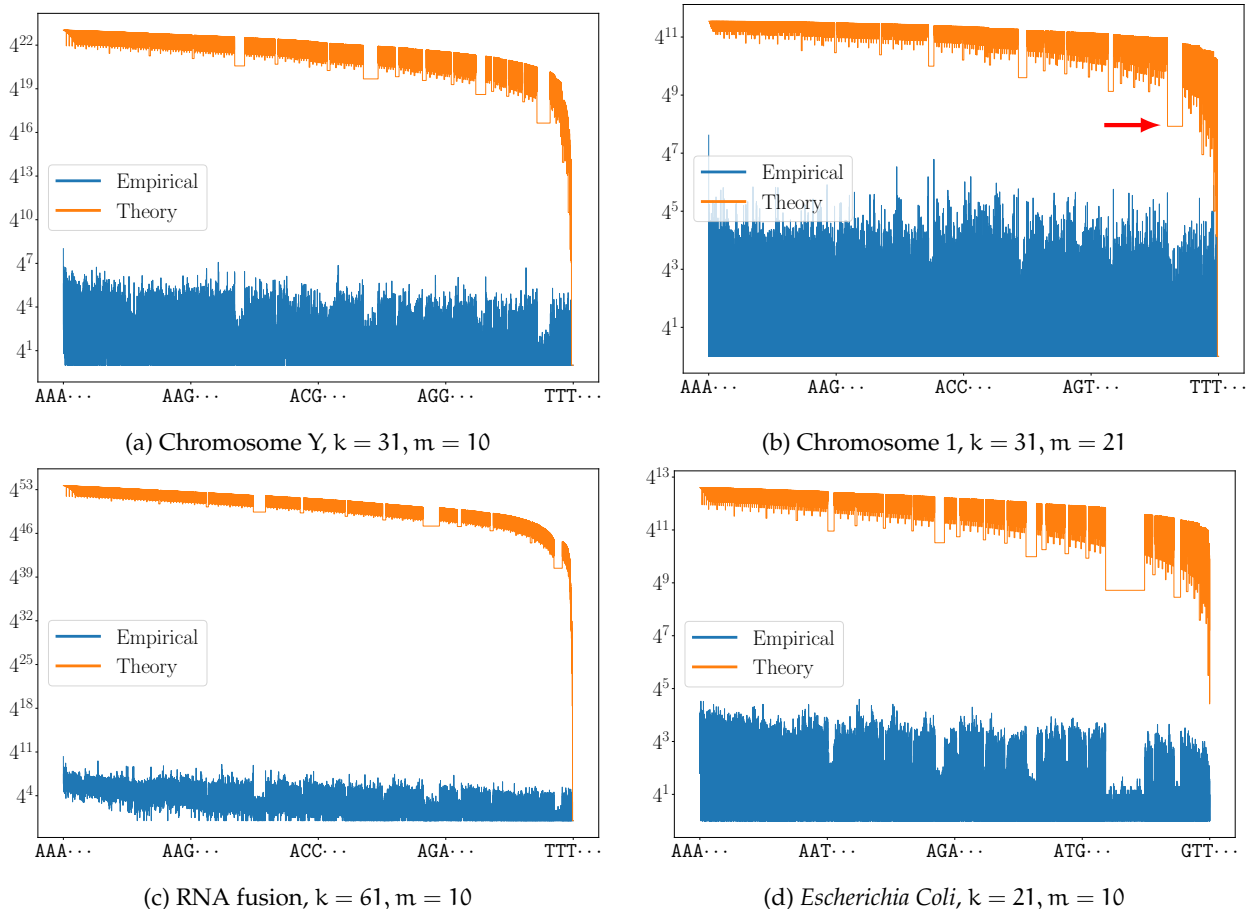 4^22
4^19
4^16
4^13
4^10
4^7
4^4
4^1
Empirical
Theory
AAA··· AAG··· ACG··· AGG··· TTT···
(a) Chromosome Y, k = 31, m = 10
4^11
4^9
4^7
4^5
4^3
4^1
Empirical
Theory
AAA··· AAG··· ACC··· AGT··· TTT···
(b) Chromosome 1, k = 31, m = 21
4^53
4^46
4^39
4^32
4^25
4^18
4^11
4^4
Empirical
Theory
AAA··· AAG··· ACC··· AGA··· TTT···
(c) RNA fusion, k = 61, m = 10
4^13
4^11
4^9
4^7
4^5
4^3
4^1
Empirical
Theory
AAA··· AAT··· AGA··· ATG··· GTT···
(d) Escherichia Coli, k = 21, m = 10